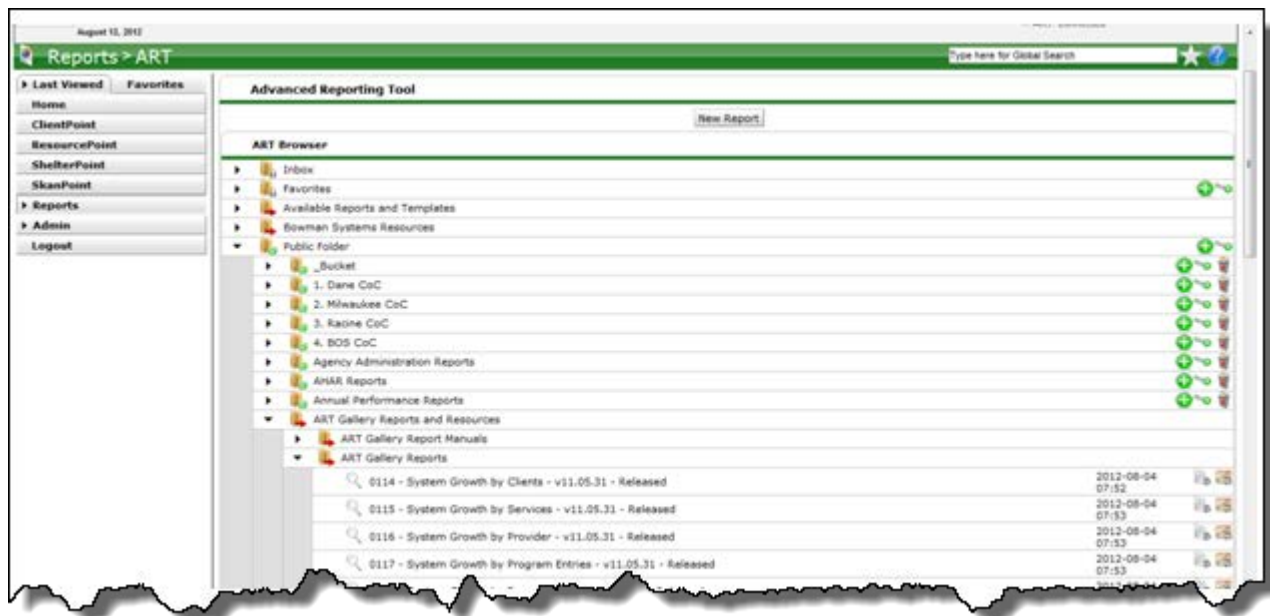 August 13, 2012
Reports > ART
Type here for Global Search
Last Viewed Favorites
Home
ClientPoint
ResourcePoint
ShelterPoint
SkanPoint
Reports
Admin
Logout
Advanced Reporting Tool
New Report
ART Browser
Inbox
Favorites
Available Reports and Templates
Bowman Systems Resources
Public Folder
_Bucket
1. Dane CoC
2. Milwaukee CoC
3. Racine CoC
4. BOS CoC
Agency Administration Reports
AHAR Reports
Annual Performance Reports
ART Gallery Reports and Resources
ART Gallery Report Manuals
ART Gallery Reports
0114 - System Growth by Clients - v11.05.31 - Released
2012-08-04
07:52
0115 - System Growth by Services - v11.05.31 - Released
2012-08-04
07:53
0116 - System Growth by Provider - v11.05.31 - Released
2012-08-04
07:53
0117 - System Growth by Program Entries - v11.05.31 - Released
2012-08-04
07:53